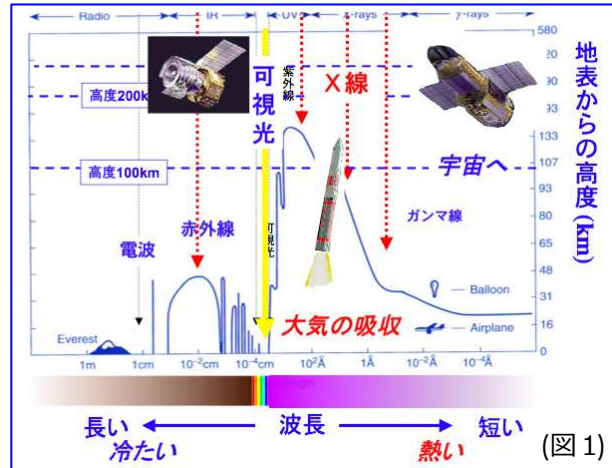 Radio IR UV X-rays γ-rays
580
可視光
紫外線
X線
高度200k
133
高度100km
107
宇宙へ
93
80
赤外線
ガンマ線
電波
可視光
65
48
大気の吸収
31
Balloon
16
Everest
Airplane
0
1m 1cm 10⁻²cm 10⁻⁴cm 10²Å 1Å 10⁻²Å 10⁻⁴Å
地表からの高度(km)
長い 波長 短い
冷たい 熱い
(図1)